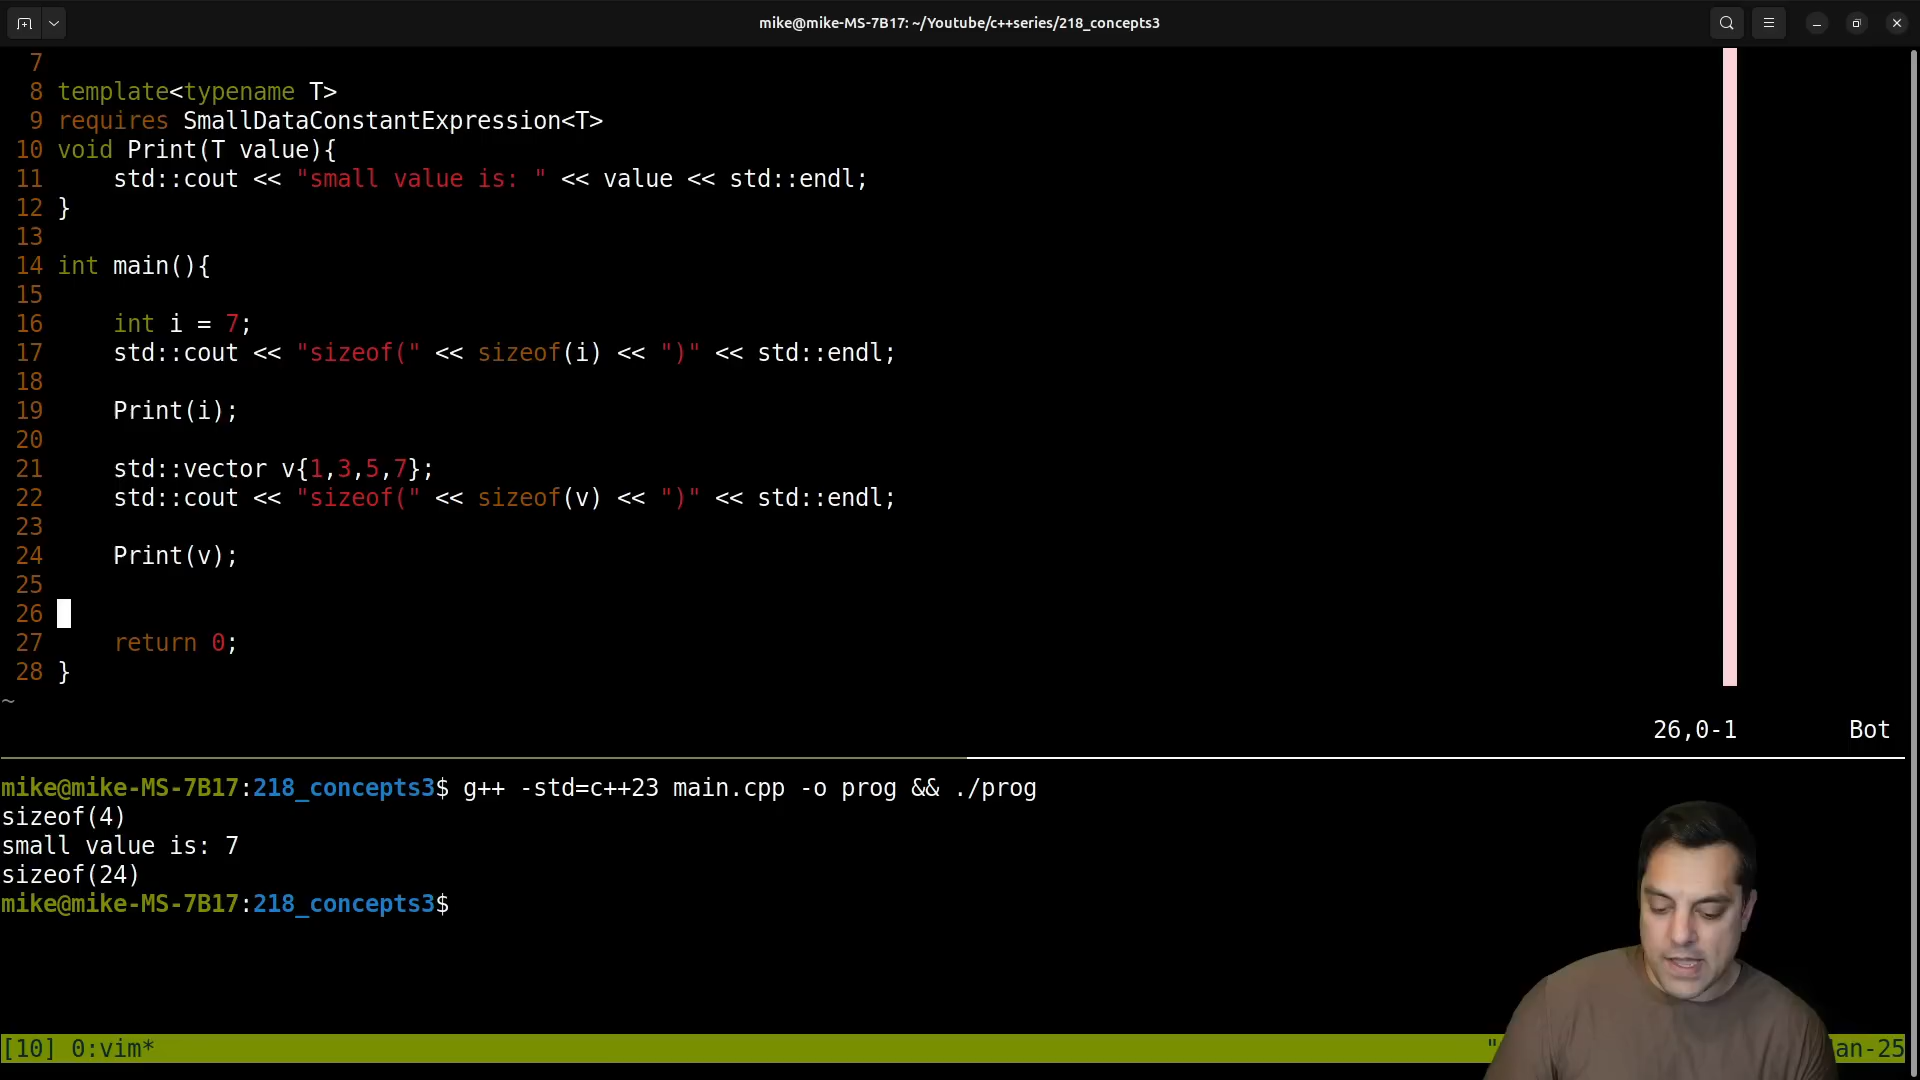 mike@mike-MS-7B17: ~/Youtube/c++series/218_concepts3
7
8 template<typename T>
9 requires SmallDataConstantExpression<T>
10 void Print(T value){
11     std::cout << "small value is: " << value << std::endl;
12 }
13
14 int main(){
15
16     int i = 7;
17     std::cout << "sizeof(" << sizeof(i) << ")" << std::endl;
18
19     Print(i);
20
21     std::vector v{1,3,5,7};
22     std::cout << "sizeof(" << sizeof(v) << ")" << std::endl;
23
24     Print(v);
25
26
27     return 0;
28 }
~
26,0-1 Bot
mike@mike-MS-7B17:218_concepts3$ g++ -std=c++23 main.cpp -o prog && ./prog
sizeof(4)
small value is: 7
sizeof(24)
mike@mike-MS-7B17:218_concepts3$
[10] 0:vim* " an-25